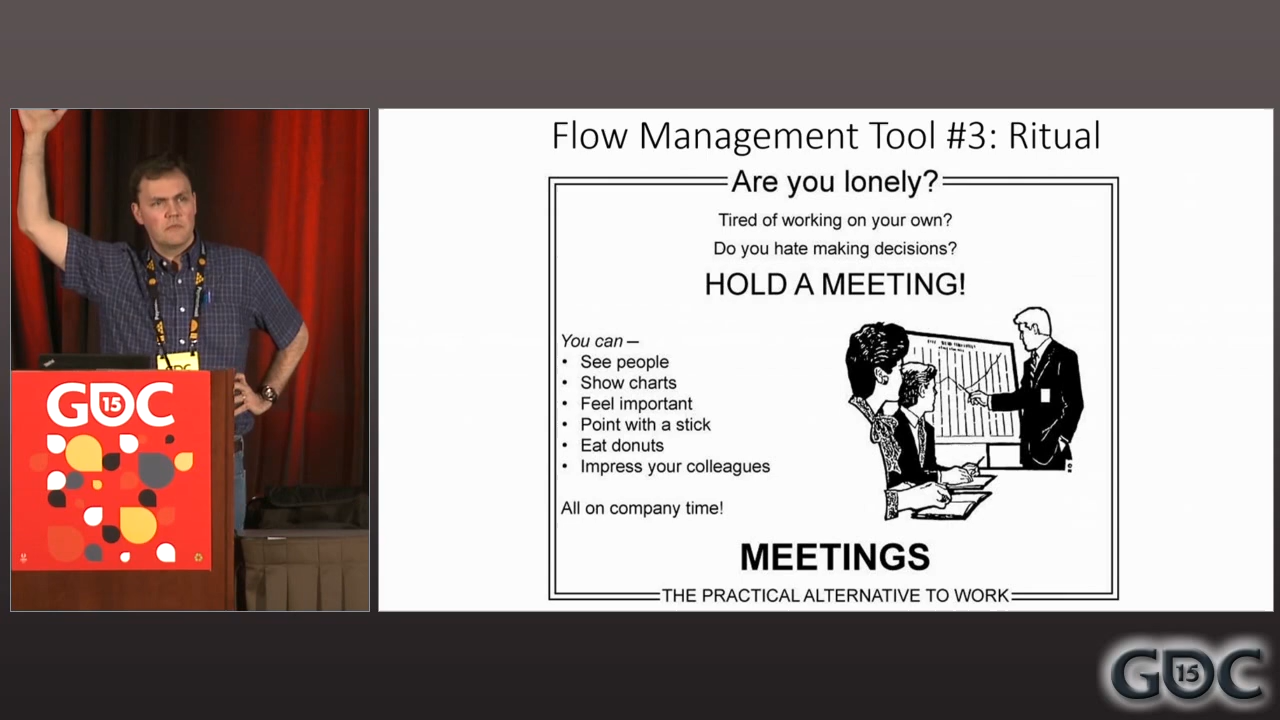 Flow Management Tool #3: Ritual
Are you lonely?
Tired of working on your own?
Do you hate making decisions?
HOLD A MEETING!
You can —
• See people
• Show charts
• Feel important
• Point with a stick
• Eat donuts
• Impress your colleagues
All on company time!
MEETINGS
THE PRACTICAL ALTERNATIVE TO WORK
GDC 15
GDC 15